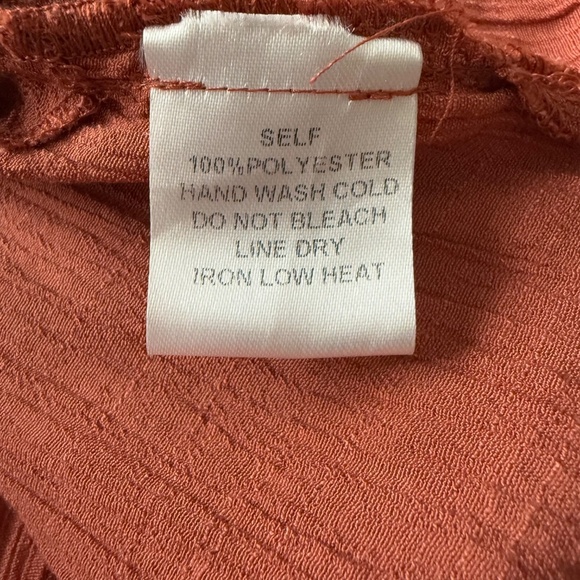 SELF
100%POLYESTER
HAND WASH COLD
DO NOT BLEACH
LINE DRY
IRON LOW HEAT